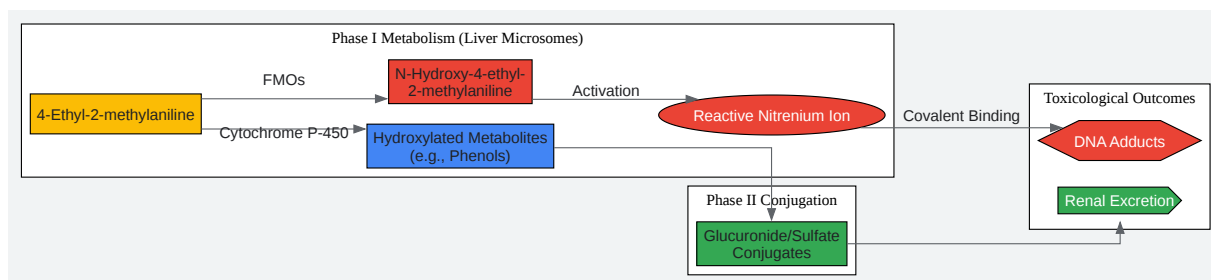 Phase I Metabolism (Liver Microsomes)
4-Ethyl-2-methylaniline
FMOs
Cytochrome P-450
N-Hydroxy-4-ethyl-
2-methylaniline
Hydroxylated Metabolites
(e.g., Phenols)
Activation
Reactive Nitrenium Ion
Covalent Binding
Toxicological Outcomes
DNA Adducts
Renal Excretion
Phase II Conjugation
Glucuronide/Sulfate
Conjugates